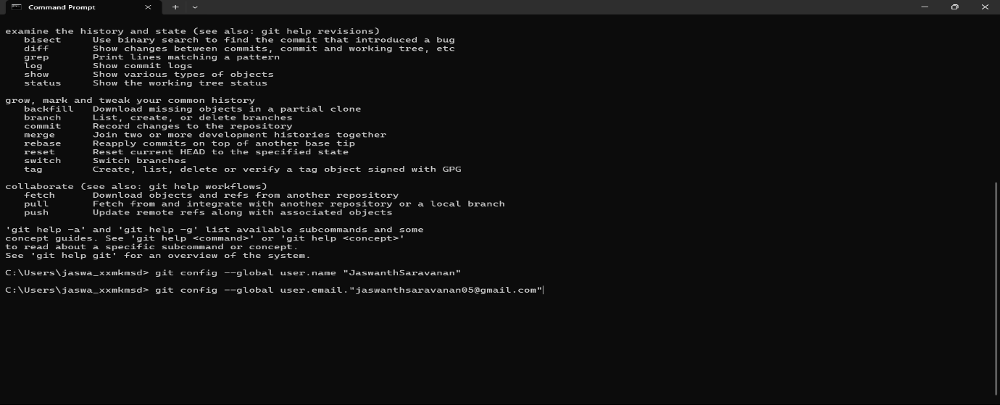 Command Prompt
examine the history and state (see also: git help revisions)
   bisect     Use binary search to find the commit that introduced a bug
   diff       Show changes between commits, commit and working tree, etc
   grep       Print lines matching a pattern
   log        Show commit logs
   show       Show various types of objects
   status     Show the working tree status
grow, mark and tweak your common history
   backfill   Download missing objects in a partial clone
   branch     List, create, or delete branches
   commit     Record changes to the repository
   merge      Join two or more development histories together
   rebase     Reapply commits on top of another base tip
   reset      Reset current HEAD to the specified state
   switch     Switch branches
   tag        Create, list, delete or verify a tag object signed with GPG
collaborate (see also: git help workflows)
   fetch      Download objects and refs from another repository
   pull       Fetch from and integrate with another repository or a local branch
   push       Update remote refs along with associated objects
'git help -a' and 'git help -g' list available subcommands and some
concept guides. See 'git help <command>' or 'git help <concept>'
to read about a specific subcommand or concept.
See 'git help git' for an overview of the system.
C:\Users\jaswa_xxmkmsd> git config --global user.name "JaswanthSaravanan"
C:\Users\jaswa_xxmkmsd> git config --global user.email."jaswanthsaravanan05@gmail.com"